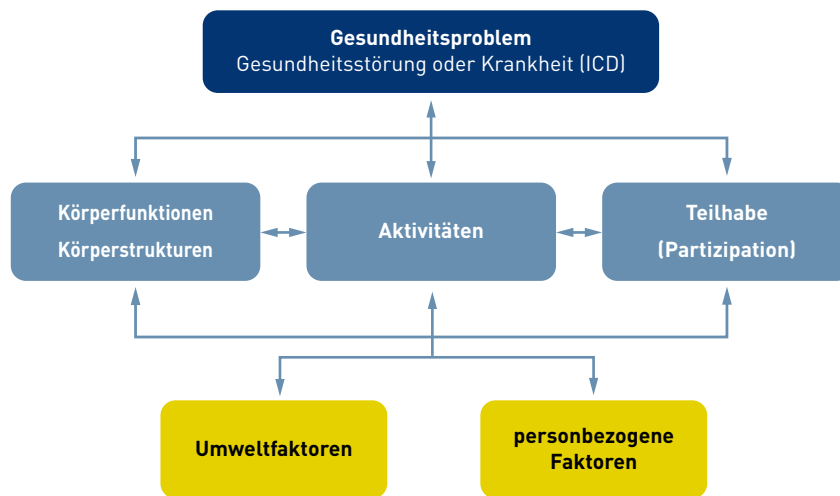 Gesundheitsproblem
Gesundheitsstörung oder Krankheit (ICD)
Körperfunktionen
Körperstrukturen
Aktivitäten
Teilhabe
(Partizipation)
Umweltfaktoren
personbezogene
Faktoren